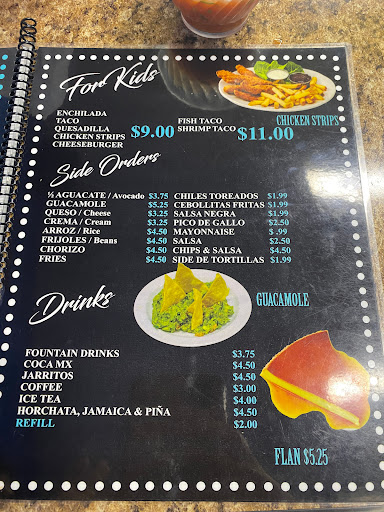 For Kids
ENCHILADA
TACO
QUESADILLA
CHICKEN STRIPS
CHEESEBURGER
$9.00
FISH TACO
SHRIMP TACO
$11.00
CHICKEN STRIPS
Side Orders
½ AGUACATE / Avocado $3.75
GUACAMOLE $5.25
QUESO / Cheese $3.25
CREMA / Cream $3.25
ARROZ / Rice $4.50
FRIJOLES / Beans $4.50
CHORIZO $4.50
FRIES $4.50
CHILES TOREADOS $1.99
CEBOLLITAS FRITAS $1.99
SALSA NEGRA $1.99
PICO DE GALLO $2.50
MAYONNAISE $ .99
SALSA $2.50
CHIPS & SALSA $4.50
SIDE DE TORTILLAS $1.99
GUACAMOLE
Drinks
FOUNTAIN DRINKS $3.75
COCA MX $4.50
JARRITOS $4.50
COFFEE $3.00
ICE TEA $4.00
HORCHATA, JAMAICA & PIÑA $4.50
REFILL $2.00
FLAN $5.25